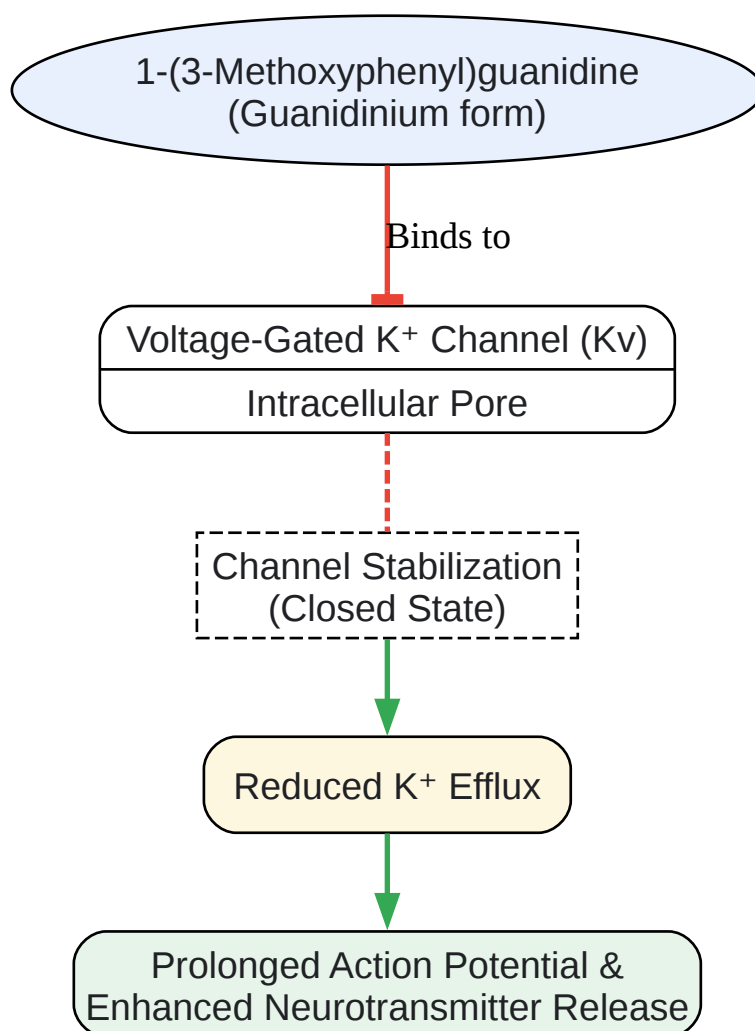 1-(3-Methoxyphenyl)guanidine
(Guanidinium form)
Binds to
Voltage-Gated K⁺ Channel (Kv)
Intracellular Pore
Channel Stabilization
(Closed State)
Reduced K⁺ Efflux
Prolonged Action Potential &
Enhanced Neurotransmitter Release